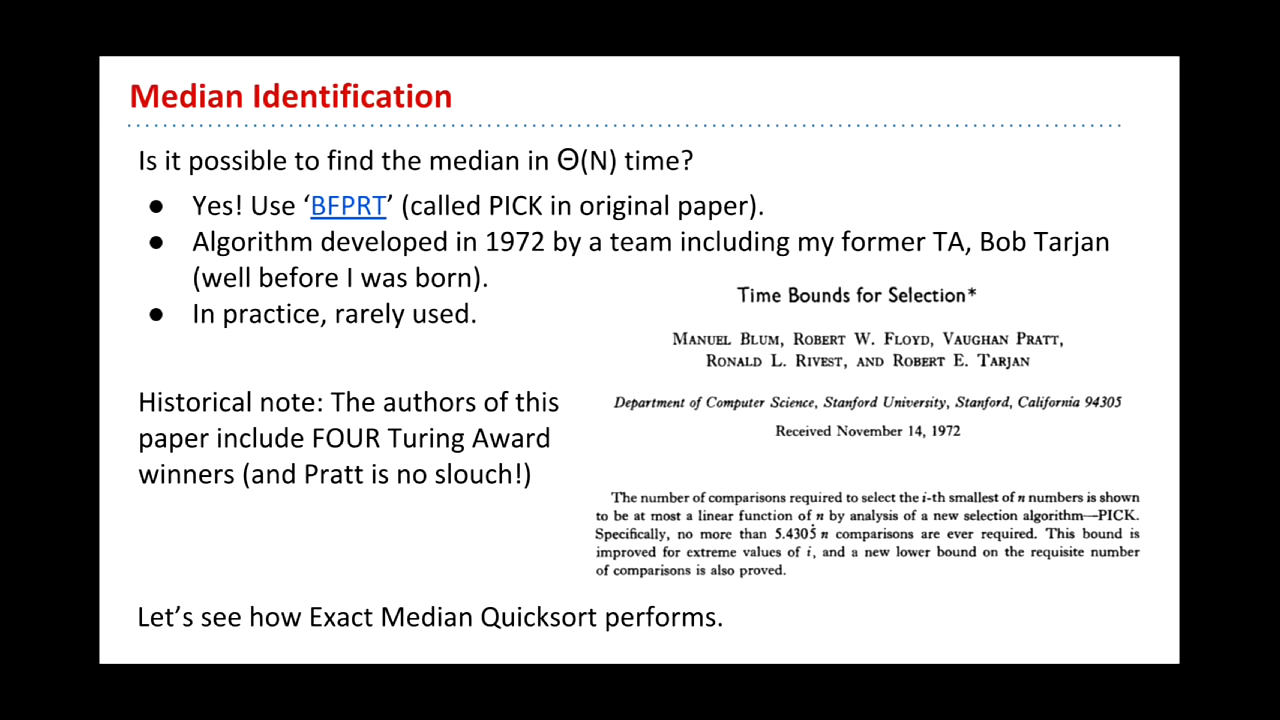 Median Identification
Is it possible to find the median in Θ(N) time?
● Yes! Use ‘BFPRT’ (called PICK in original paper).
● Algorithm developed in 1972 by a team including my former TA, Bob Tarjan
(well before I was born).
● In practice, rarely used.
Time Bounds for Selection*
MANUEL BLUM, ROBERT W. FLOYD, VAUGHAN PRATT,
RONALD L. RIVEST, AND ROBERT E. TARJAN
Department of Computer Science, Stanford University, Stanford, California 94305
Received November 14, 1972
Historical note: The authors of this
paper include FOUR Turing Award
winners (and Pratt is no slouch!)
The number of comparisons required to select the i-th smallest of n numbers is shown
to be at most a linear function of n by analysis of a new selection algorithm—PICK.
Specifically, no more than 5.4305̇ n comparisons are ever required. This bound is
improved for extreme values of i, and a new lower bound on the requisite number
of comparisons is also proved.
Let’s see how Exact Median Quicksort performs.